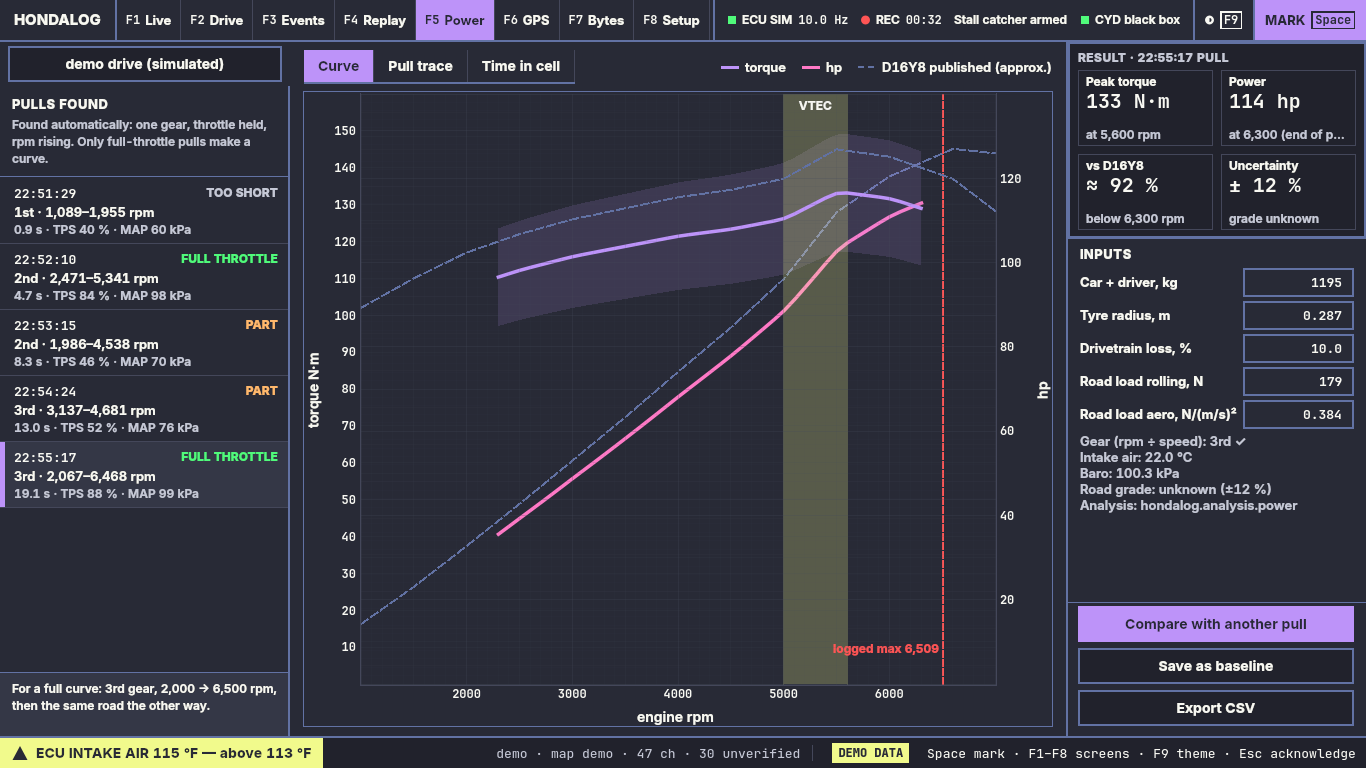 HONDALOG
F1 Live
F2 Drive
F3 Events
F4 Replay
F5 Power
F6 GPS
F7 Bytes
F8 Setup
ECU SIM 10.0 Hz
REC 00:32
Stall catcher armed
CYD black box
F9
MARK Space
demo drive (simulated)
PULLS FOUND
Found automatically: one gear, throttle held,
rpm rising. Only full-throttle pulls make a
curve.
22:51:29 TOO SHORT
1st · 1,089–1,955 rpm
0.9 s · TPS 40 % · MAP 60 kPa
22:52:10 FULL THROTTLE
2nd · 2,471–5,341 rpm
4.7 s · TPS 84 % · MAP 98 kPa
22:53:15 PART
2nd · 1,986–4,538 rpm
8.3 s · TPS 46 % · MAP 70 kPa
22:54:24 PART
3rd · 3,137–4,681 rpm
13.0 s · TPS 52 % · MAP 76 kPa
22:55:17 FULL THROTTLE
3rd · 2,067–6,468 rpm
19.1 s · TPS 88 % · MAP 99 kPa
For a full curve: 3rd gear, 2,000 → 6,500 rpm,
then the same road the other way.
Curve
Pull trace
Time in cell
torque
hp
D16Y8 published (approx.)
VTEC
150
140
130
120
110
100
90
80
70
60
50
40
30
20
10
torque N·m
120
100
80
60
40
20
hp
logged max 6,509
2000
3000
4000
5000
6000
engine rpm
RESULT · 22:55:17 PULL
Peak torque
133 N·m
at 5,600 rpm
Power
114 hp
at 6,300 (end of p…
vs D16Y8
≈ 92 %
below 6,300 rpm
Uncertainty
± 12 %
grade unknown
INPUTS
Car + driver, kg 1195
Tyre radius, m 0.287
Drivetrain loss, % 10.0
Road load rolling, N 179
Road load aero, N/(m/s)² 0.384
Gear (rpm ÷ speed): 3rd ✓
Intake air: 22.0 °C
Baro: 100.3 kPa
Road grade: unknown (±12 %)
Analysis: hondalog.analysis.power
Compare with another pull
Save as baseline
Export CSV
ECU INTAKE AIR 115 °F — above 113 °F
demo · map demo · 47 ch · 30 unverified
DEMO DATA
Space mark · F1–F8 screens · F9 theme · Esc acknowledge